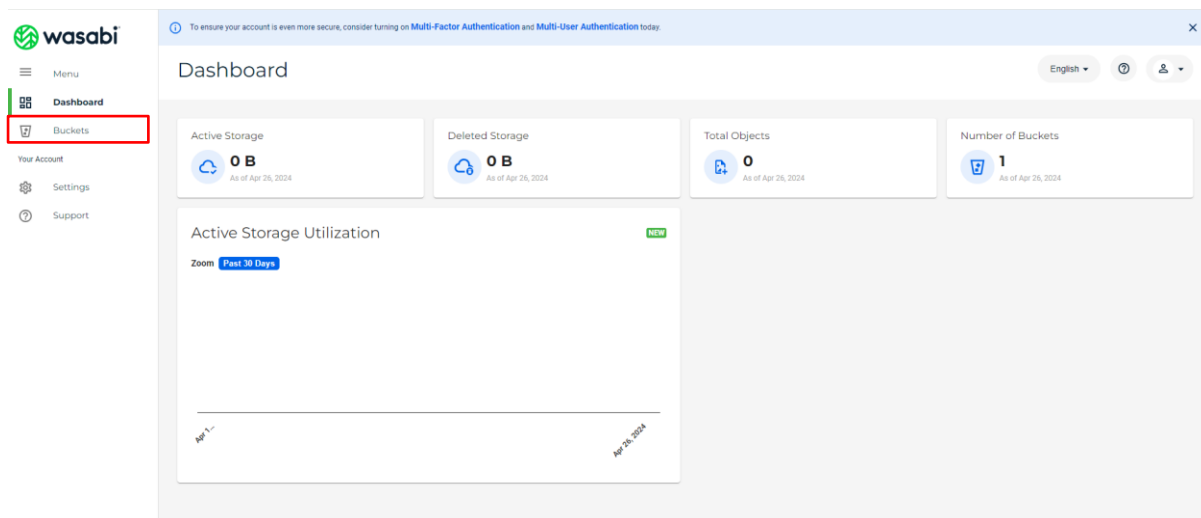 wasabi
To ensure your account is even more secure, consider turning on Multi-Factor Authentication and Multi-User Authentication today.
Menu
Dashboard
Buckets
Your Account
Settings
Support
Dashboard
English
Active Storage
0 B
As of Apr 26, 2024
Deleted Storage
0 B
As of Apr 26, 2024
Total Objects
0
As of Apr 26, 2024
Number of Buckets
1
As of Apr 26, 2024
Active Storage Utilization
NEW
Zoom Past 30 Days
Apr 1...
Apr 26, 2024